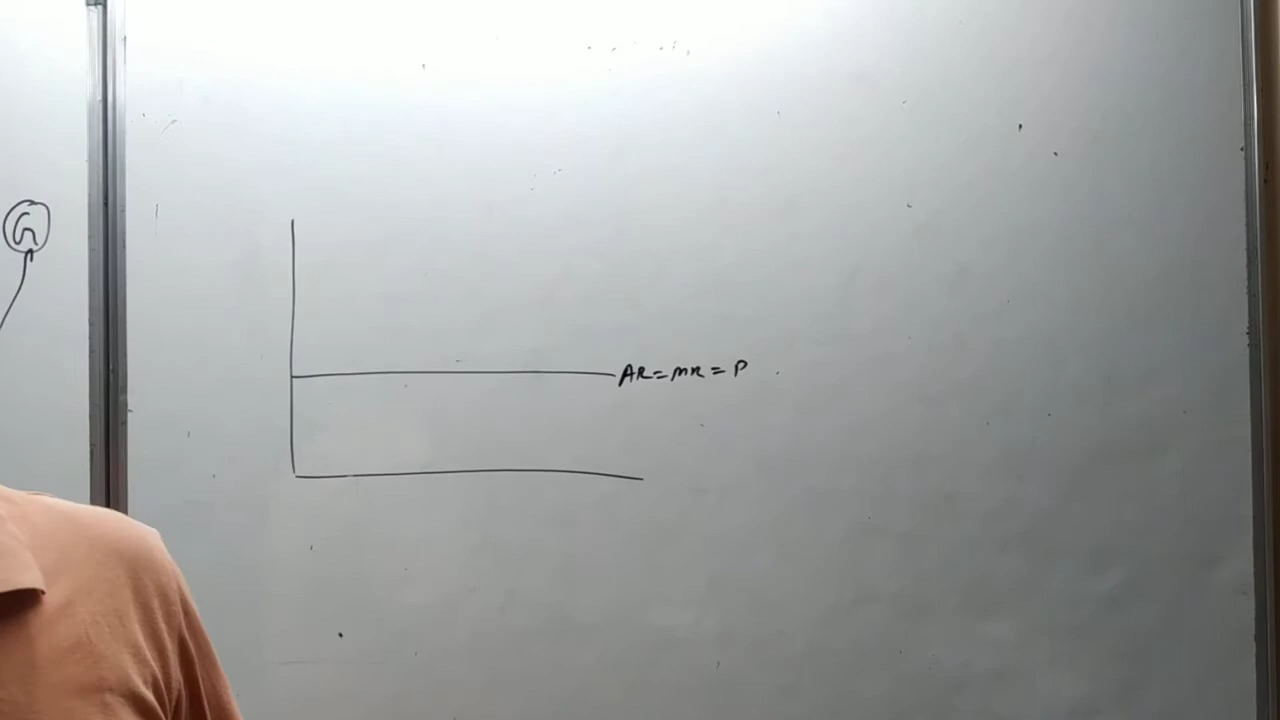 G
AR = MR = P